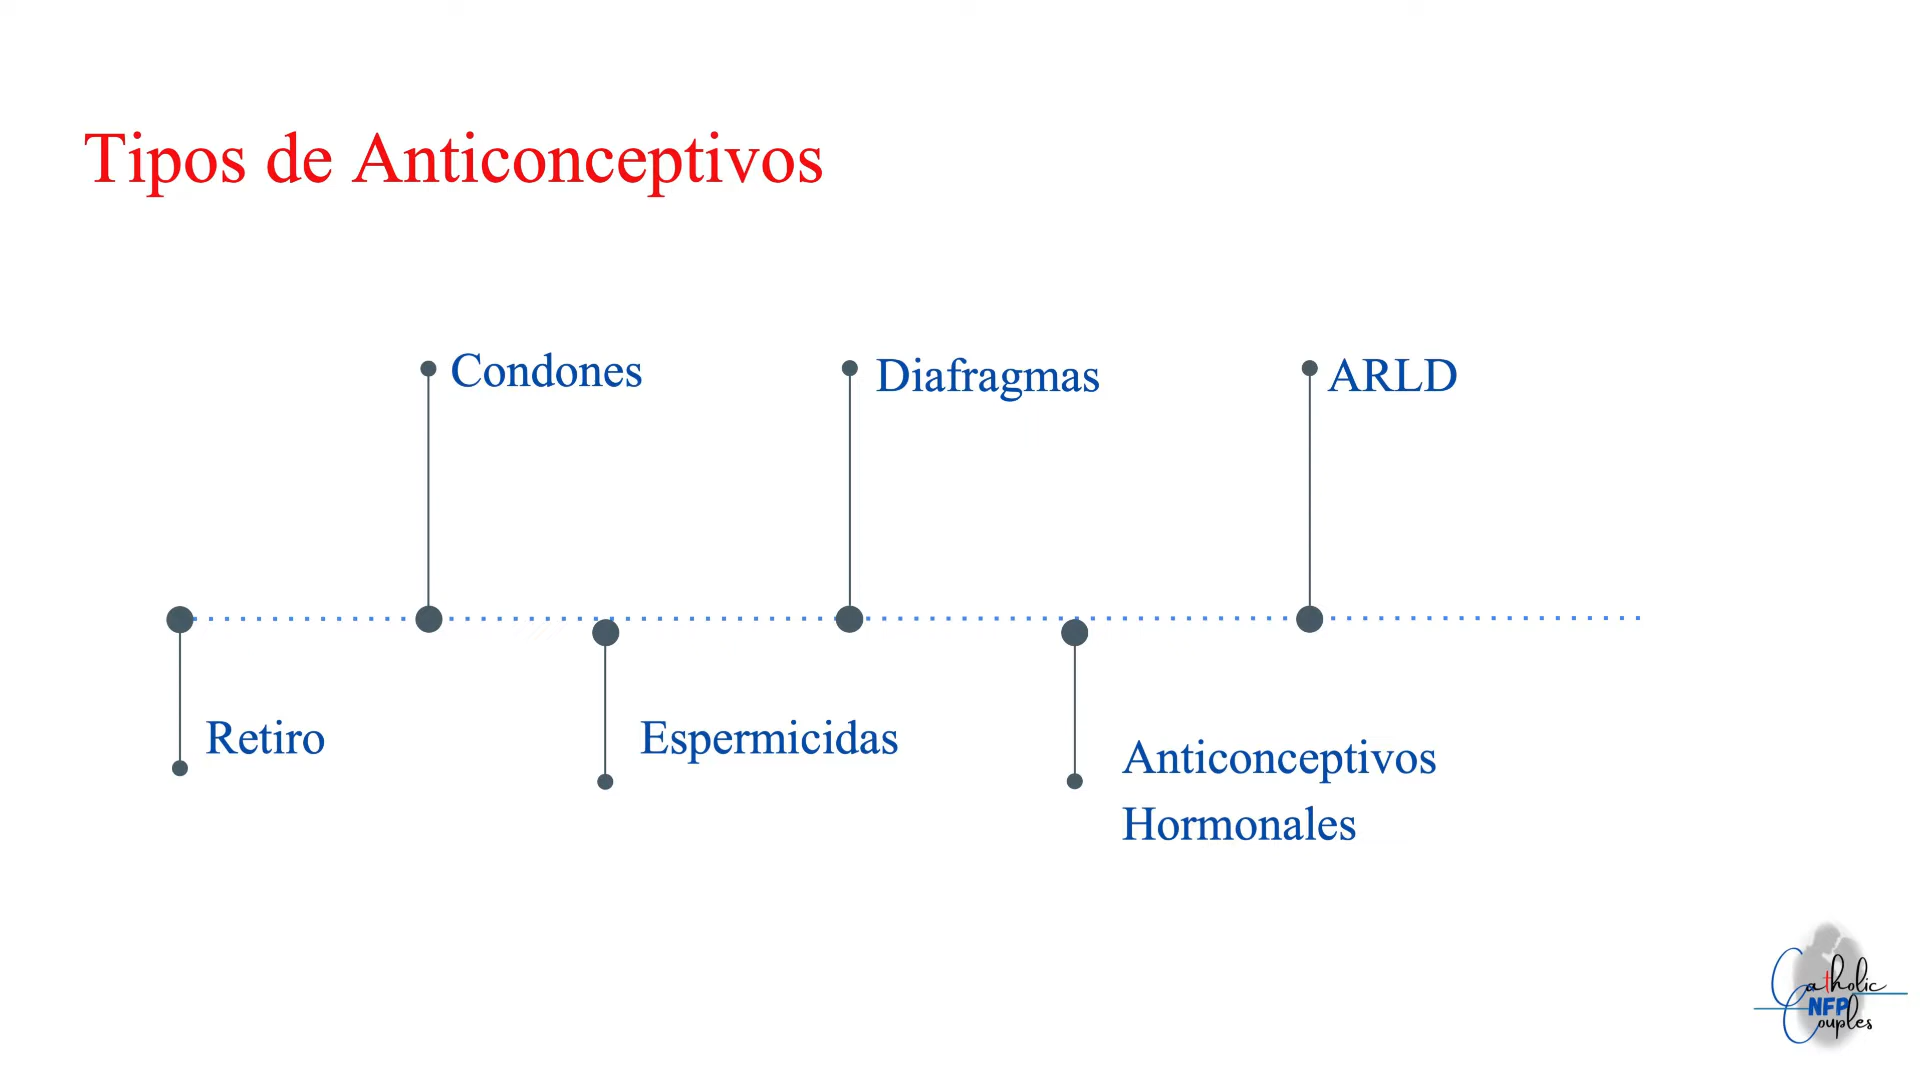 Tipos de Anticonceptivos
Condones
Diafragmas
ARLD
Retiro
Espermicidas
Anticonceptivos
Hormonales
Catholic
NFP
Couples